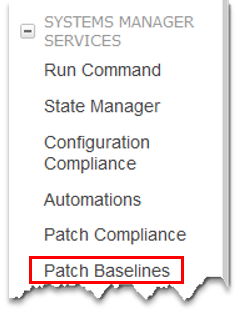 SYSTEMS MANAGER
SERVICES
Run Command
State Manager
Configuration
Compliance
Automations
Patch Compliance
Patch Baselines